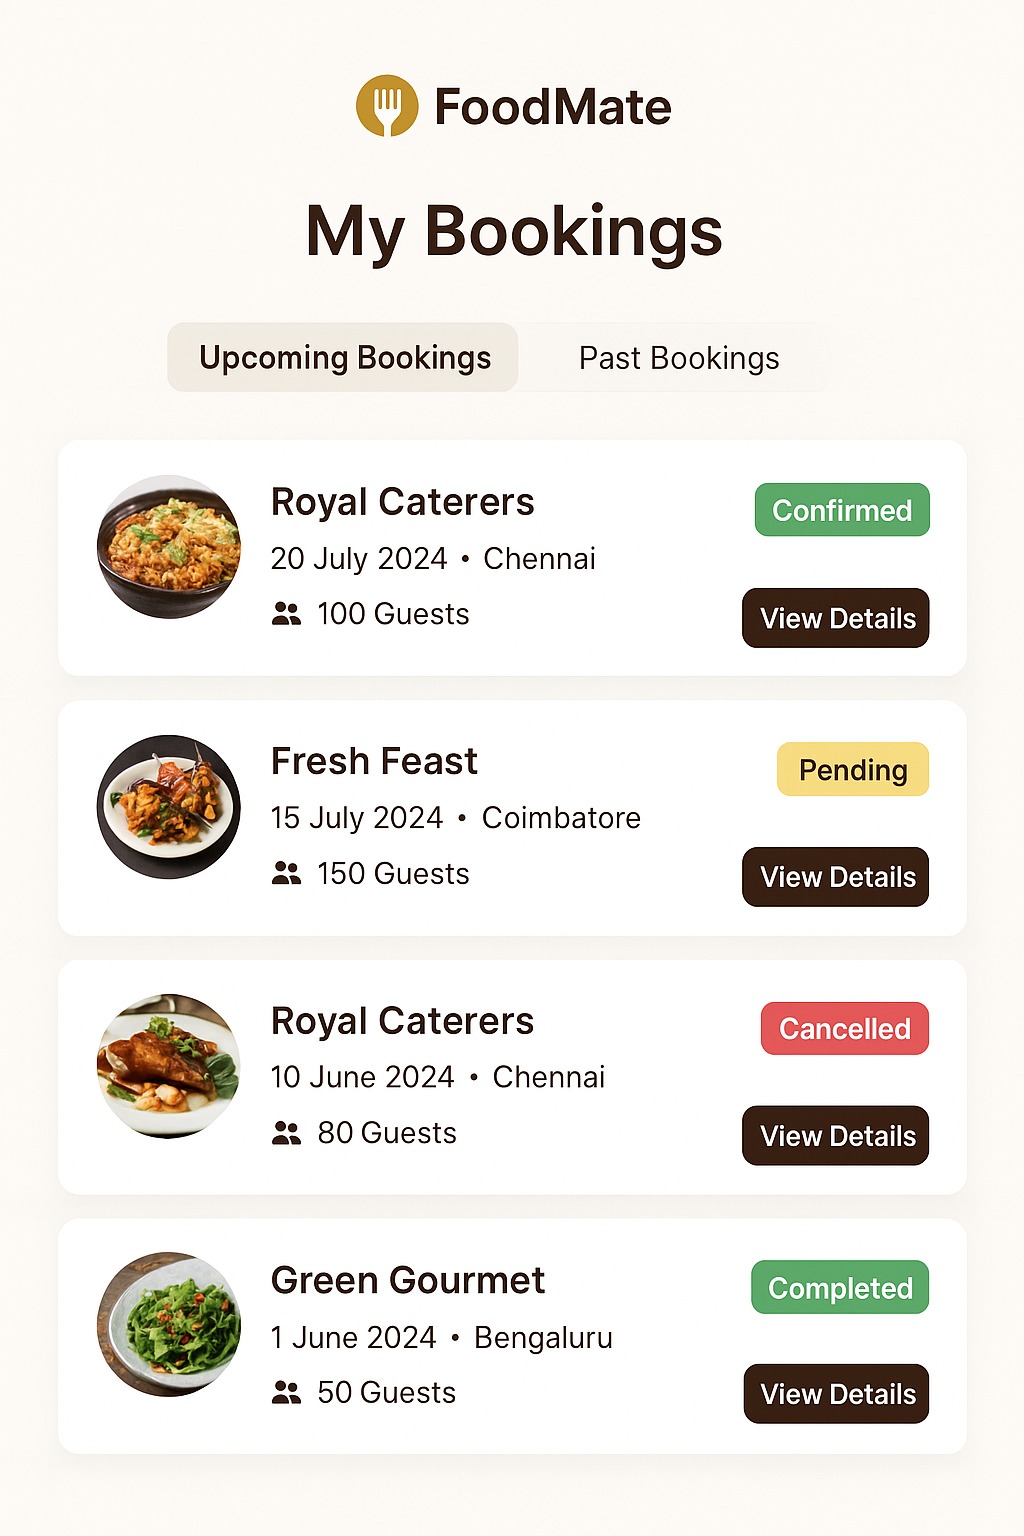 FoodMate
My Bookings
Upcoming Bookings
Past Bookings
Royal Caterers
Confirmed
20 July 2024 • Chennai
100 Guests
View Details
Fresh Feast
Pending
15 July 2024 • Coimbatore
150 Guests
View Details
Royal Caterers
Cancelled
10 June 2024 • Chennai
80 Guests
View Details
Green Gourmet
Completed
1 June 2024 • Bengaluru
50 Guests
View Details